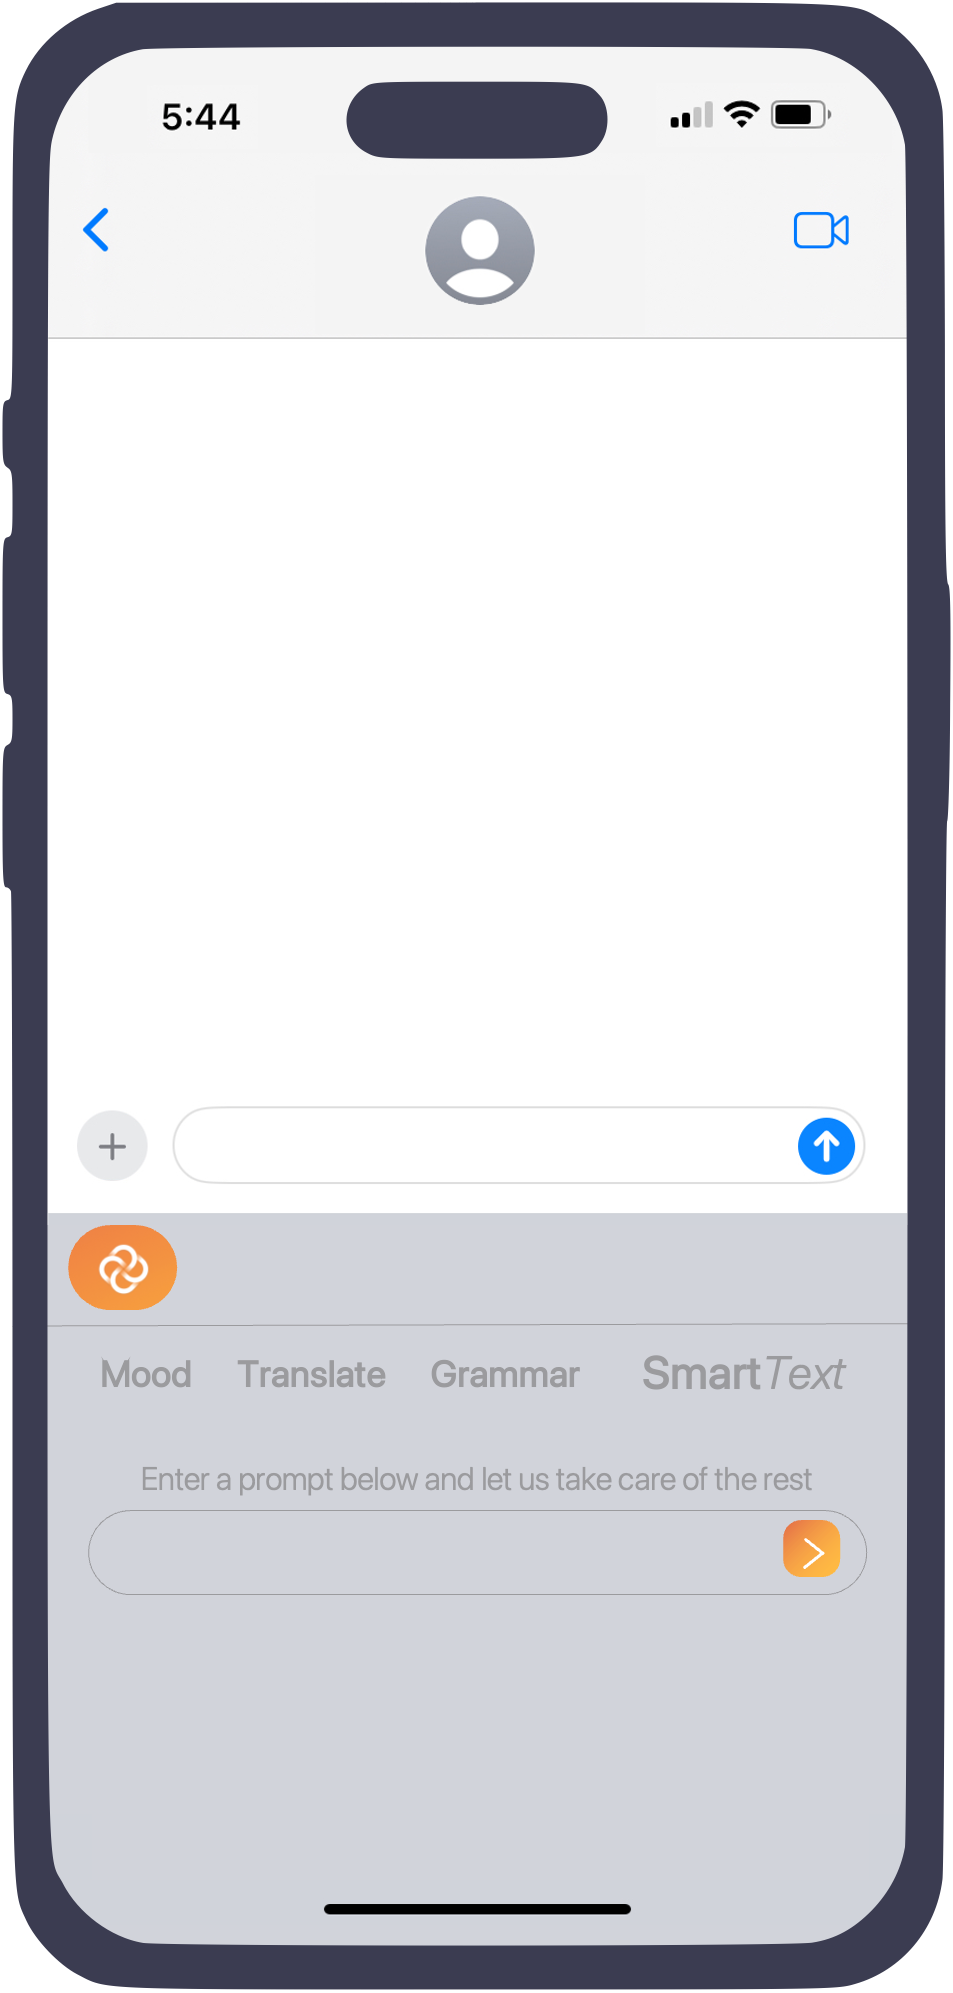 5:44
Mood Translate Grammar SmartText
Enter a prompt below and let us take care of the rest